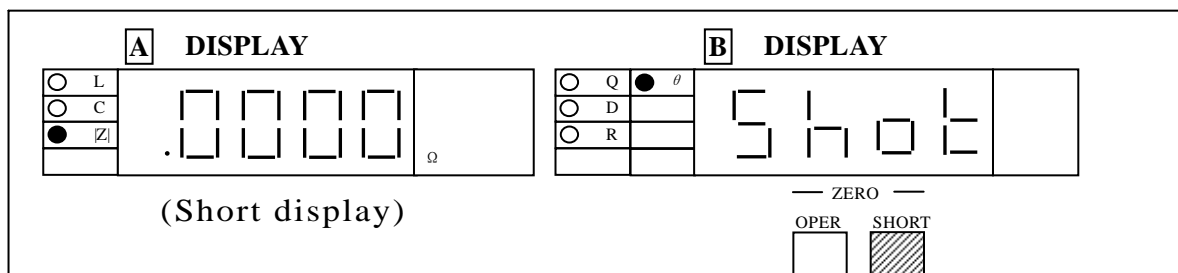 A DISPLAY B DISPLAY
L Q θ
C D
|Z| .0000 Ω R Shot
(Short display) ZERO
OPER SHORT